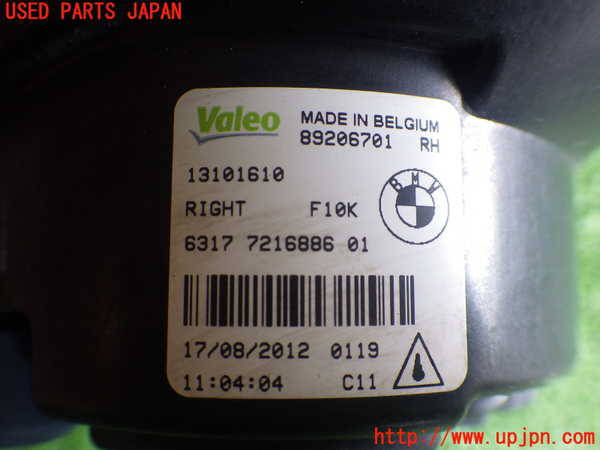 USED PARTS JAPAN
Valeo MADE IN BELGIUM
89206701 RH
13101610
BMW
RIGHT F10K
6317 7216886 01
17/08/2012 0119
11:04:04 C11
http://www.upjpn.com/